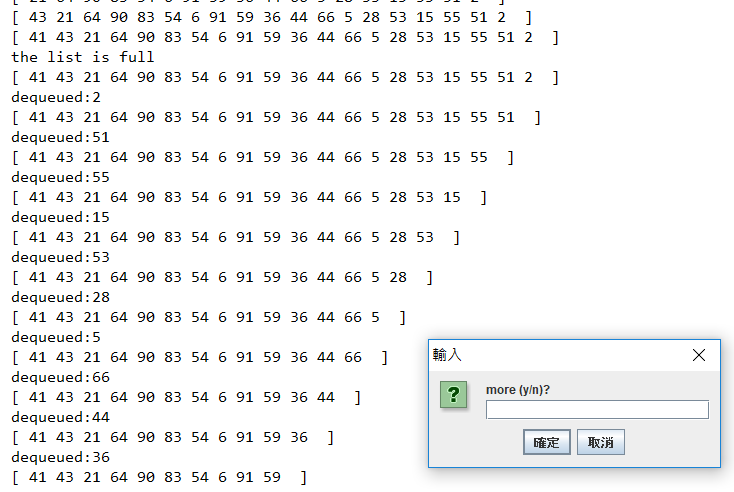 [ 43 21 64 90 83 54 6 91 59 36 44 66 5 28 53 15 55 51 2  ]
[ 41 43 21 64 90 83 54 6 91 59 36 44 66 5 28 53 15 55 51 2  ]
the list is full
[ 41 43 21 64 90 83 54 6 91 59 36 44 66 5 28 53 15 55 51 2  ]
dequeued:2
[ 41 43 21 64 90 83 54 6 91 59 36 44 66 5 28 53 15 55 51  ]
dequeued:51
[ 41 43 21 64 90 83 54 6 91 59 36 44 66 5 28 53 15 55  ]
dequeued:55
[ 41 43 21 64 90 83 54 6 91 59 36 44 66 5 28 53 15  ]
dequeued:15
[ 41 43 21 64 90 83 54 6 91 59 36 44 66 5 28 53  ]
dequeued:53
[ 41 43 21 64 90 83 54 6 91 59 36 44 66 5 28  ]
dequeued:28
[ 41 43 21 64 90 83 54 6 91 59 36 44 66 5  ]
dequeued:5
[ 41 43 21 64 90 83 54 6 91 59 36 44 66  ]
dequeued:66
[ 41 43 21 64 90 83 54 6 91 59 36 44  ]
dequeued:44
[ 41 43 21 64 90 83 54 6 91 59 36  ]
dequeued:36
[ 41 43 21 64 90 83 54 6 91 59  ]
輸入
more (y/n)?
確定 取消